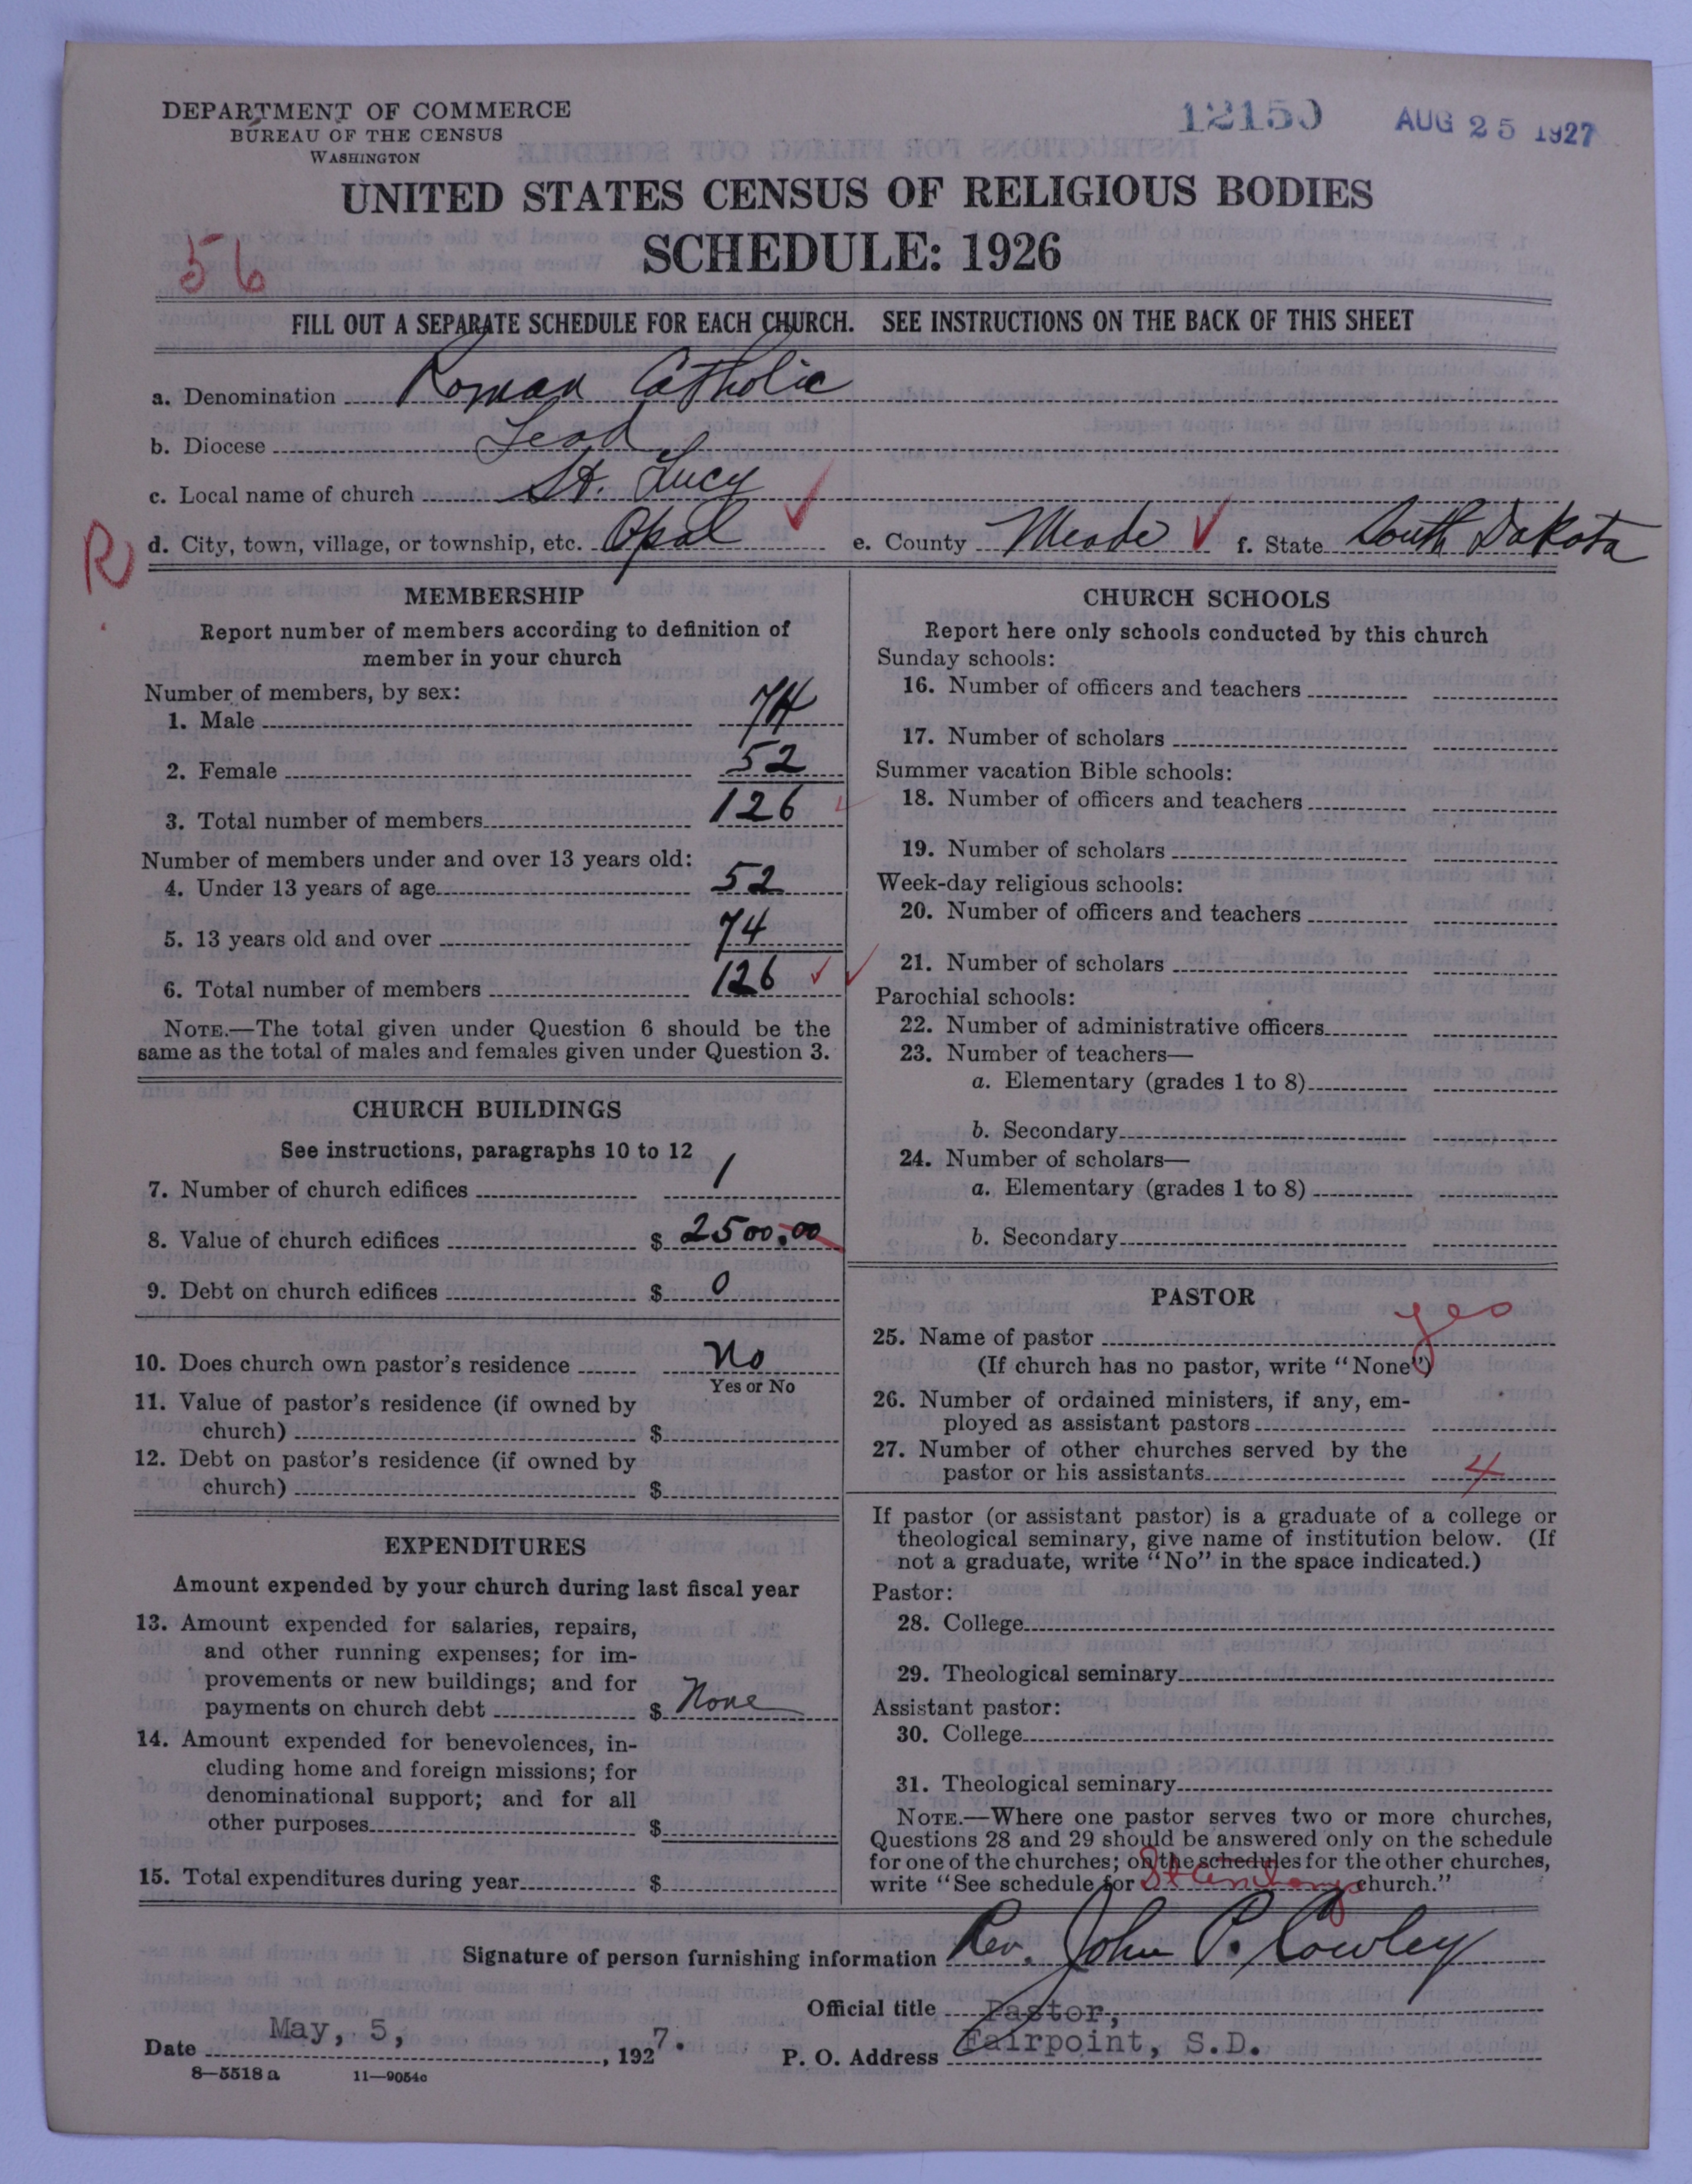 DEPARTMENT OF COMMERCE
BUREAU OF THE CENSUS
WASHINGTON
12150 AUG 25 1927
UNITED STATES CENSUS OF RELIGIOUS BODIES
SCHEDULE: 1926
56
FILL OUT A SEPARATE SCHEDULE FOR EACH CHURCH. SEE INSTRUCTIONS ON THE BACK OF THIS SHEET
a. Denomination Roman Catholic
b. Diocese Lead
c. Local name of church St. Lucy
R d. City, town, village, or township, etc. Opal e. County Meade f. State South Dakota
MEMBERSHIP
Report number of members according to definition of
member in your church
Number of members, by sex:
1. Male 74
2. Female 52
3. Total number of members 126
Number of members under and over 13 years old:
4. Under 13 years of age 52
5. 13 years old and over 74
6. Total number of members 126
NOTE.—The total given under Question 6 should be the
same as the total of males and females given under Question 3.
CHURCH BUILDINGS
See instructions, paragraphs 10 to 12
7. Number of church edifices 1
8. Value of church edifices $ 2500.00
9. Debt on church edifices $ 0
10. Does church own pastor's residence No
Yes or No
11. Value of pastor's residence (if owned by
church) $
12. Debt on pastor's residence (if owned by
church) $
EXPENDITURES
Amount expended by your church during last fiscal year
13. Amount expended for salaries, repairs,
and other running expenses; for im-
provements or new buildings; and for
payments on church debt $ None
14. Amount expended for benevolences, in-
cluding home and foreign missions; for
denominational support; and for all
other purposes $
15. Total expenditures during year $
CHURCH SCHOOLS
Report here only schools conducted by this church
Sunday schools:
16. Number of officers and teachers
17. Number of scholars
Summer vacation Bible schools:
18. Number of officers and teachers
19. Number of scholars
Week-day religious schools:
20. Number of officers and teachers
21. Number of scholars
Parochial schools:
22. Number of administrative officers
23. Number of teachers—
a. Elementary (grades 1 to 8)
b. Secondary
24. Number of scholars—
a. Elementary (grades 1 to 8)
b. Secondary
PASTOR
25. Name of pastor yes
(If church has no pastor, write "None")
26. Number of ordained ministers, if any, em-
ployed as assistant pastors
27. Number of other churches served by the
pastor or his assistants 4
If pastor (or assistant pastor) is a graduate of a college or
theological seminary, give name of institution below. (If
not a graduate, write "No" in the space indicated.)
Pastor:
28. College
29. Theological seminary
Assistant pastor:
30. College
31. Theological seminary
NOTE.—Where one pastor serves two or more churches,
Questions 28 and 29 should be answered only on the schedule
for one of the churches; on the schedules for the other churches,
write "See schedule for St Anthony church."
Signature of person furnishing information Rev. John P. Cowley
Official title Pastor,
Date May, 5, 1927. P. O. Address Fairpoint, S.D.
8—5518 a 11—9054c